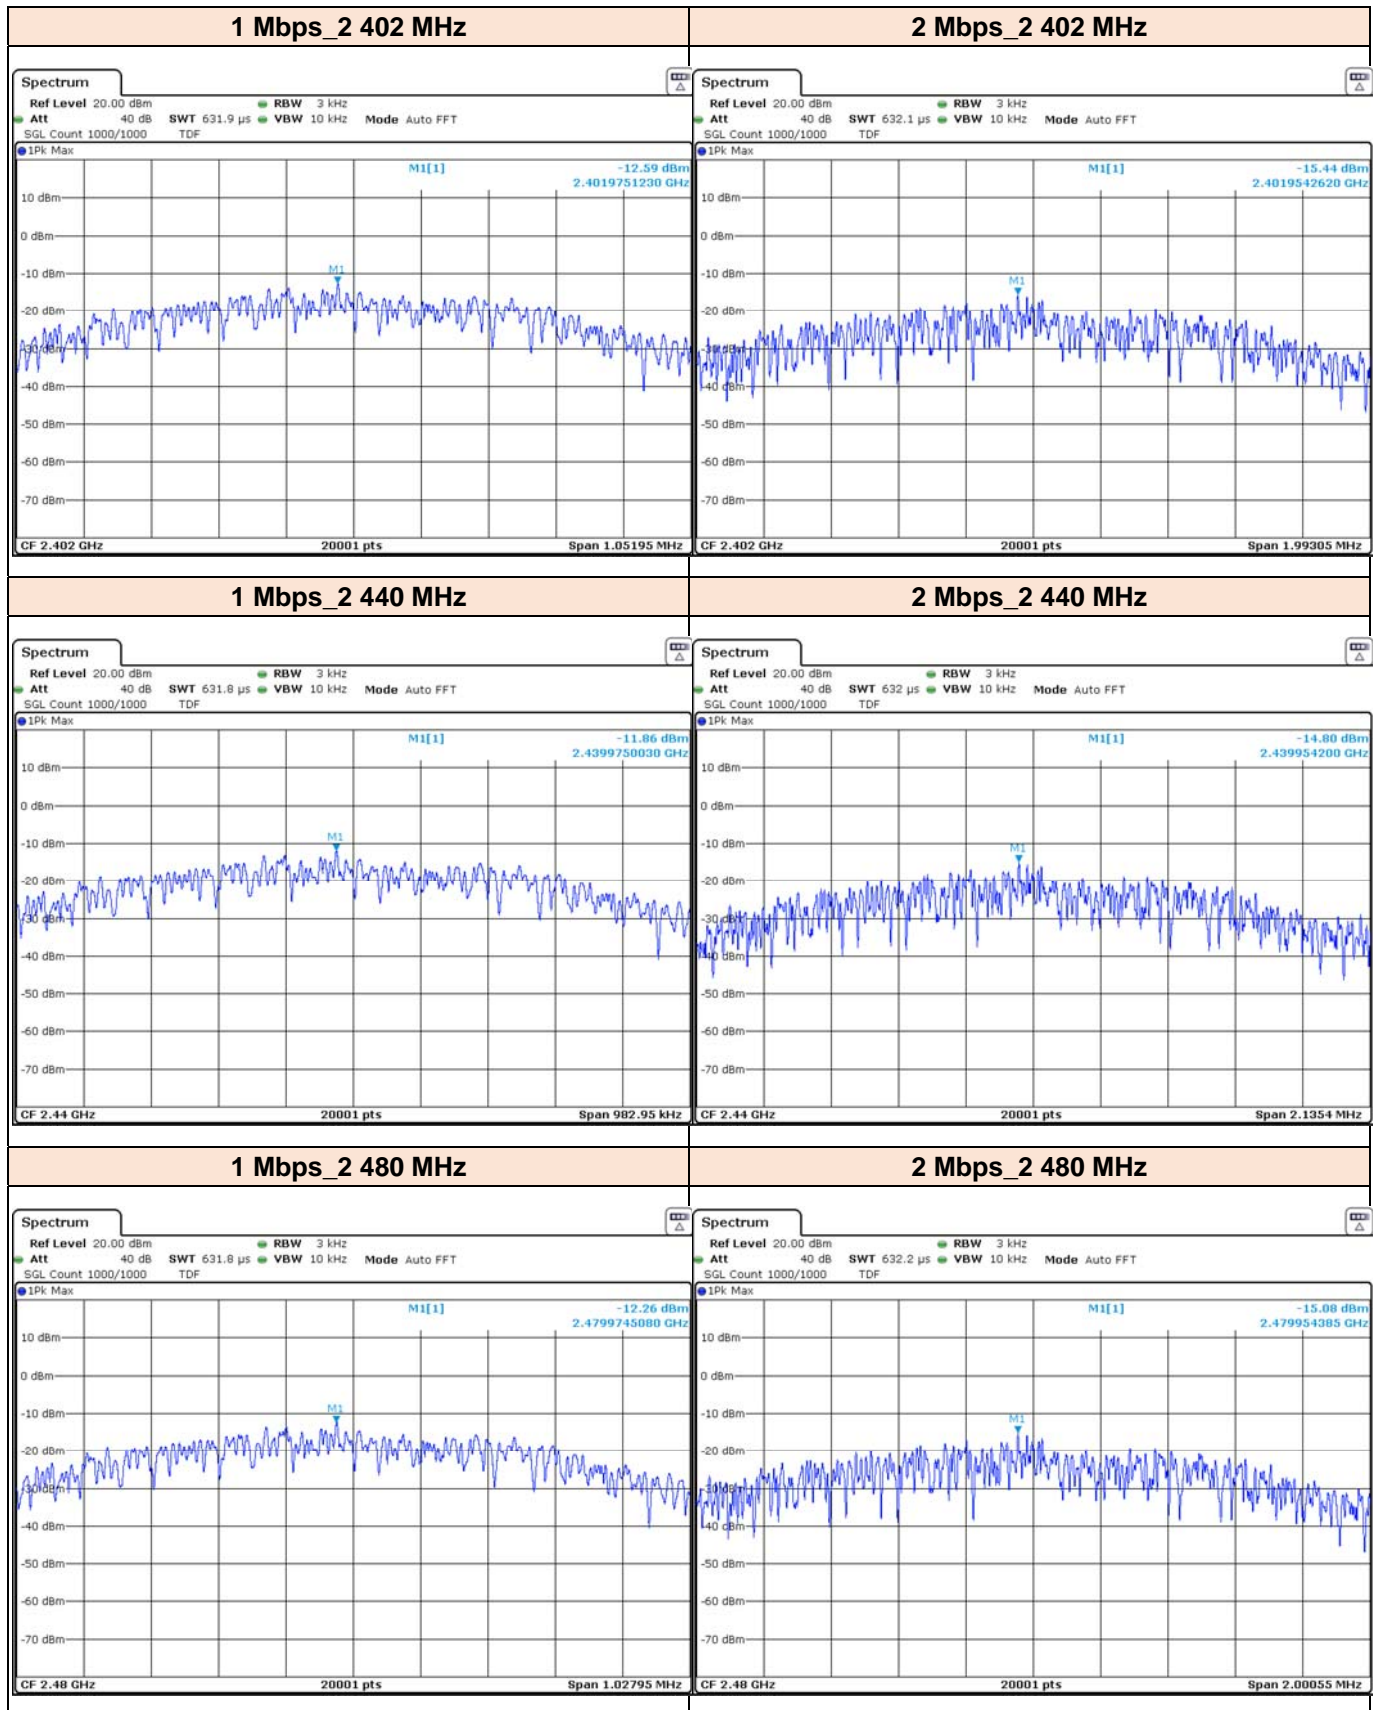 1 Mbps_2 402 MHz
2 Mbps_2 402 MHz
Spectrum
Ref Level 20.00 dBm RBW 3 kHz
Att 40 dB SWT 631.9 µs VBW 10 kHz Mode Auto FFT
SGL Count 1000/1000 TDF
1Pk Max
M1[1] -12.59 dBm
2.4019751230 GHz
10 dBm
0 dBm
M1
-10 dBm
-20 dBm
-30 dBm
-40 dBm
-50 dBm
-60 dBm
-70 dBm
CF 2.402 GHz 20001 pts Span 1.05195 MHz
Spectrum
Ref Level 20.00 dBm RBW 3 kHz
Att 40 dB SWT 632.1 µs VBW 10 kHz Mode Auto FFT
SGL Count 1000/1000 TDF
1Pk Max
M1[1] -15.44 dBm
2.4019542620 GHz
10 dBm
0 dBm
-10 dBm
M1
-20 dBm
-30 dBm
-40 dBm
-50 dBm
-60 dBm
-70 dBm
CF 2.402 GHz 20001 pts Span 1.99305 MHz
1 Mbps_2 440 MHz
2 Mbps_2 440 MHz
Spectrum
Ref Level 20.00 dBm RBW 3 kHz
Att 40 dB SWT 631.8 µs VBW 10 kHz Mode Auto FFT
SGL Count 1000/1000 TDF
1Pk Max
M1[1] -11.86 dBm
2.4399750030 GHz
10 dBm
0 dBm
M1
-10 dBm
-20 dBm
-30 dBm
-40 dBm
-50 dBm
-60 dBm
-70 dBm
CF 2.44 GHz 20001 pts Span 982.95 kHz
Spectrum
Ref Level 20.00 dBm RBW 3 kHz
Att 40 dB SWT 632 µs VBW 10 kHz Mode Auto FFT
SGL Count 1000/1000 TDF
1Pk Max
M1[1] -14.80 dBm
2.439954200 GHz
10 dBm
0 dBm
-10 dBm
M1
-20 dBm
-30 dBm
-40 dBm
-50 dBm
-60 dBm
-70 dBm
CF 2.44 GHz 20001 pts Span 2.1354 MHz
1 Mbps_2 480 MHz
2 Mbps_2 480 MHz
Spectrum
Ref Level 20.00 dBm RBW 3 kHz
Att 40 dB SWT 631.8 µs VBW 10 kHz Mode Auto FFT
SGL Count 1000/1000 TDF
1Pk Max
M1[1] -12.26 dBm
2.4799745080 GHz
10 dBm
0 dBm
M1
-10 dBm
-20 dBm
-30 dBm
-40 dBm
-50 dBm
-60 dBm
-70 dBm
CF 2.48 GHz 20001 pts Span 1.02795 MHz
Spectrum
Ref Level 20.00 dBm RBW 3 kHz
Att 40 dB SWT 632.2 µs VBW 10 kHz Mode Auto FFT
SGL Count 1000/1000 TDF
1Pk Max
M1[1] -15.08 dBm
2.479954385 GHz
10 dBm
0 dBm
-10 dBm
M1
-20 dBm
-30 dBm
-40 dBm
-50 dBm
-60 dBm
-70 dBm
CF 2.48 GHz 20001 pts Span 2.00055 MHz